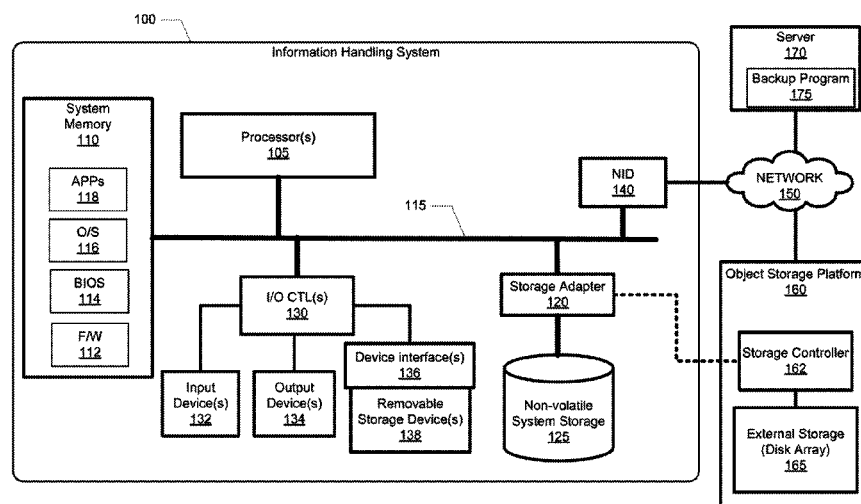 100
Information Handling System
System
Memory
110
APPs
118
O/S
116
BIOS
114
F/W
112
Processor(s)
105
115
NID
140
I/O CTL(s)
130
Input
Device(s)
132
Output
Device(s)
134
Device interface(s)
136
Removable
Storage Device(s)
138
Storage Adapter
120
Non-volatile
System Storage
125
Server
170
Backup Program
175
NETWORK
150
Object Storage Platform
160
Storage Controller
162
External Storage
(Disk Array)
165